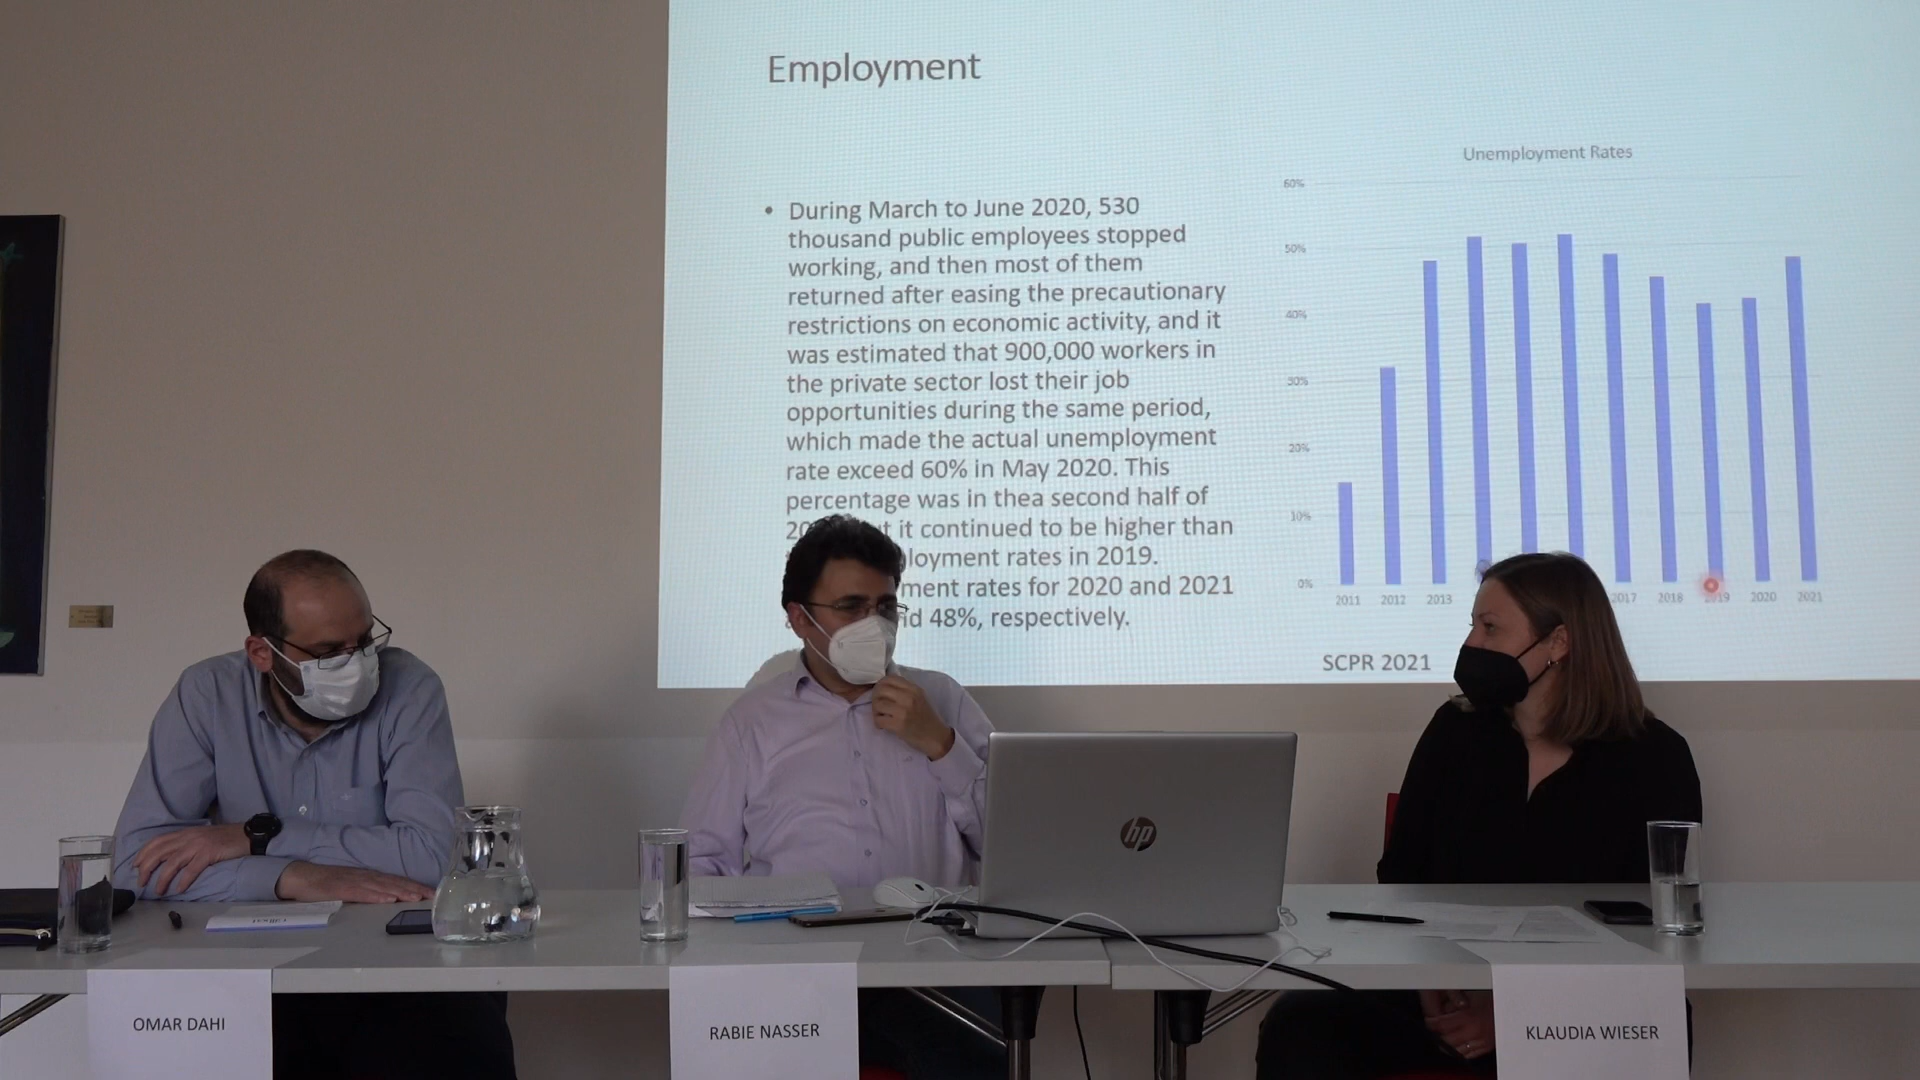 Employment
• During March to June 2020, 530
thousand public employees stopped
working, and then most of them
returned after easing the precautionary
restrictions on economic activity, and it
was estimated that 900,000 workers in
the private sector lost their job
opportunities during the same period,
which made the actual unemployment
rate exceed 60% in May 2020. This
percentage was in thea second half of
it continued to be higher than
rates in 2019.
rates for 2020 and 2021
48%, respectively.
Unemployment Rates
60%
50%
40%
30%
20%
10%
0%
2011 2012 2013 2017 2018 2020 2021
SCPR 2021
hp
OMAR DAHI
RABIE NASSER
KLAUDIA WIESER